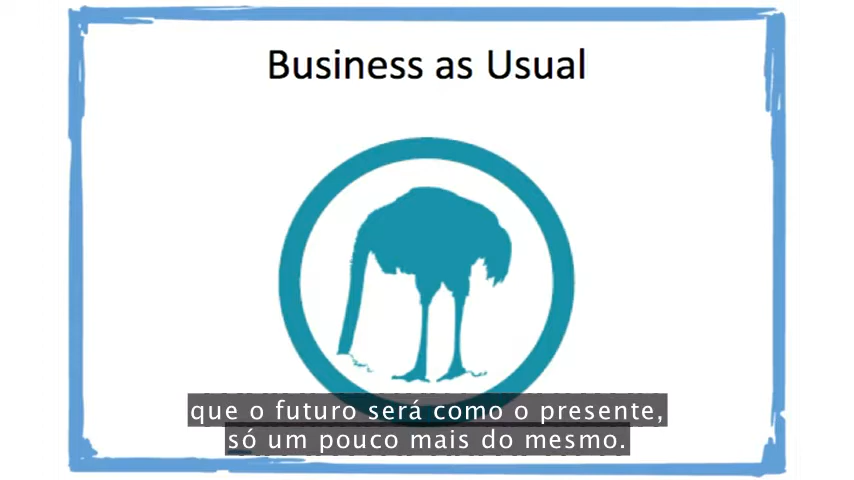 Business as Usual
que o futuro será como o presente,
só um pouco mais do mesmo.